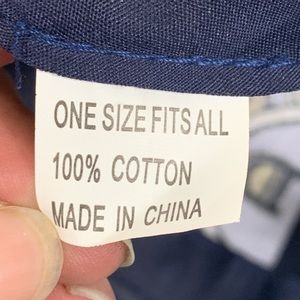 ONE SIZE FITS ALL
100% COTTON
MADE IN CHINA